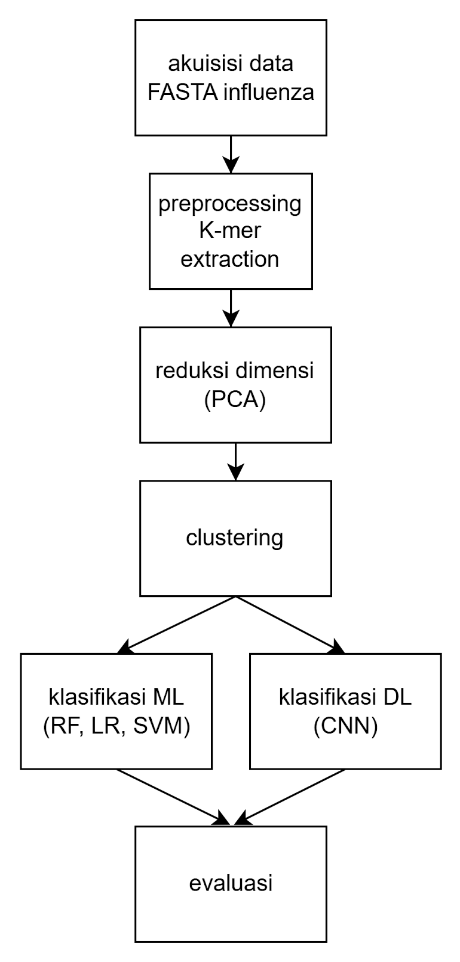 akuisisi data
FASTA influenza
preprocessing
K-mer
extraction
reduksi dimensi
(PCA)
clustering
klasifikasi ML
(RF, LR, SVM)
klasifikasi DL
(CNN)
evaluasi